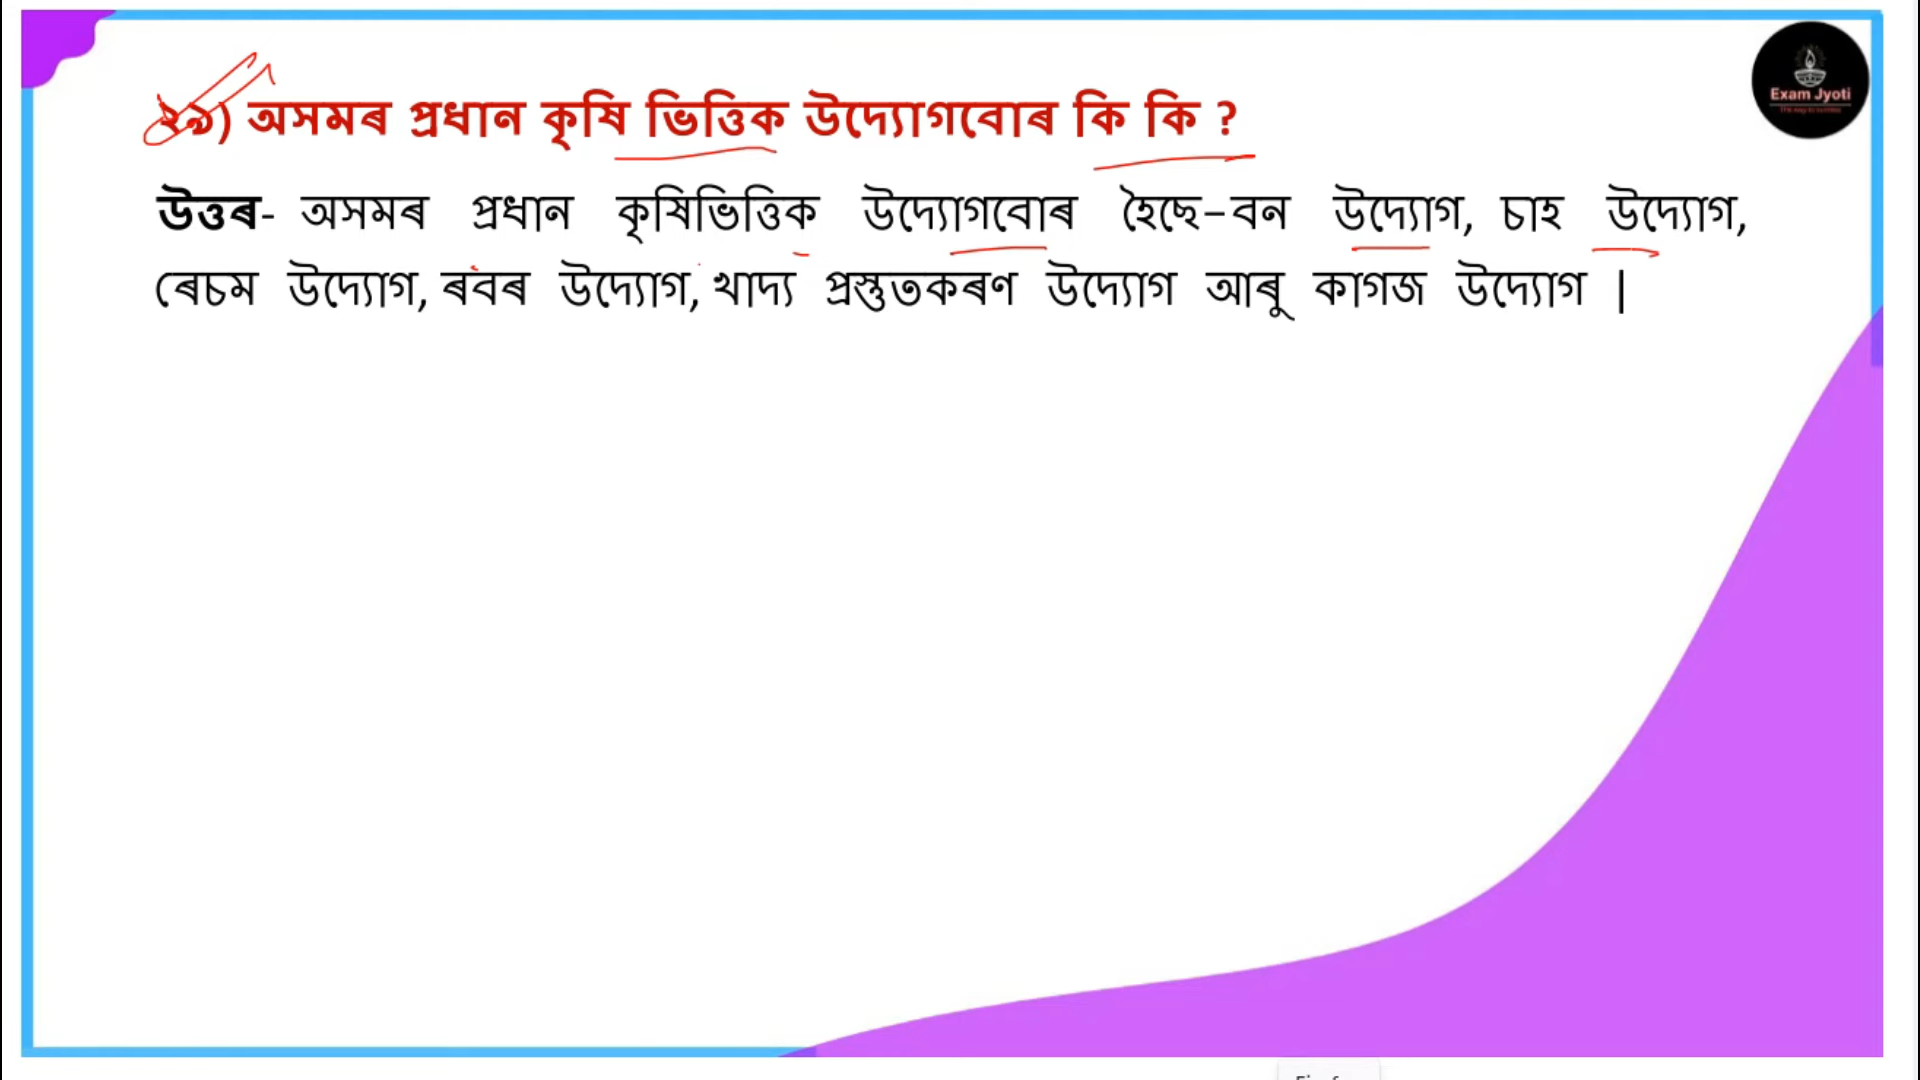 ২৯) অসমৰ প্ৰধান কৃষি ভিত্তিক উদ্যোগবোৰ কি কি ?
উত্তৰ- অসমৰ প্ৰধান কৃষিভিত্তিক উদ্যোগবোৰ হৈছে–বন উদ্যোগ, চাহ উদ্যোগ,
ৰেচম উদ্যোগ, ৰবৰ উদ্যোগ, খাদ্য প্ৰস্তুতকৰণ উদ্যোগ আৰু কাগজ উদ্যোগ |
Exam Jyoti